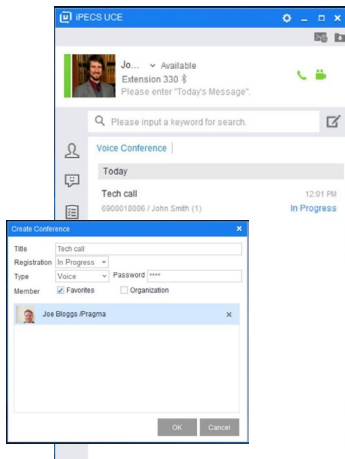 iPECS UCE
Jo... Available
Extension 330
Please enter "Today's Message".
Please input a keyword for search.
Voice Conference
Today
Tech call 12:01 PM
6900018006 / John Smith (1) In Progress
Create Conference
Title Tech call
Registration In Progress
Type Voice Password ****
Member Favorites Organization
Joe Bloggs /Pragma
OK Cancel